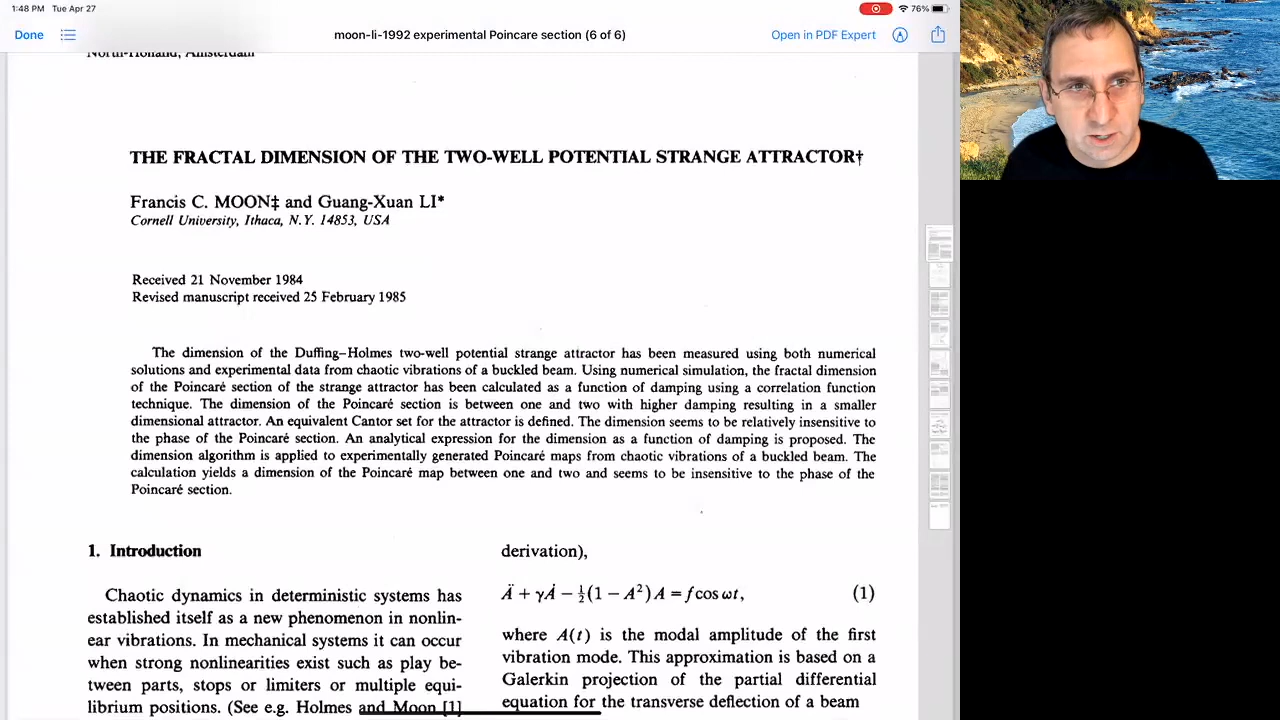 1:48 PM Tue Apr 27
76%
Done
moon-li-1992 experimental Poincare section (6 of 6)
Open in PDF Expert
North-Holland, Amsterdam
THE FRACTAL DIMENSION OF THE TWO-WELL POTENTIAL STRANGE ATTRACTOR†
Francis C. MOON‡ and Guang-Xuan LI*
Cornell University, Ithaca, N.Y. 14853, USA
Received 21 November 1984
Revised manuscript received 25 February 1985
The dimension of the Duffing–Holmes two-well potential strange attractor has been measured using both numerical
solutions and experimental data from chaotic vibrations of a buckled beam. Using numerical simulation, the fractal dimension
of the Poincaré section of the strange attractor has been calculated as a function of damping using a correlation function
technique. The dimension of the Poincaré section is between one and two with higher damping resulting in a smaller
dimensional attractor. An equivalent Cantor set for the attractor is defined. The dimension seems to be relatively insensitive to
the phase of the Poincaré section. An analytical expression for the dimension as a function of damping is proposed. The
dimension algorithm is applied to experimentally generated Poincaré maps from chaotic vibrations of a buckled beam. The
calculation yields a dimension of the Poincaré map between one and two and seems to be insensitive to the phase of the
Poincaré section.
1. Introduction
Chaotic dynamics in deterministic systems has
established itself as a new phenomenon in nonlin-
ear vibrations. In mechanical systems it can occur
when strong nonlinearities exist such as play be-
tween parts, stops or limiters or multiple equi-
librium positions. (See e.g. Holmes and Moon [1]
derivation),
Ä + γȦ − ½(1 − A²)A = f cos ωt, (1)
where A(t) is the modal amplitude of the first
vibration mode. This approximation is based on a
Galerkin projection of the partial differential
equation for the transverse deflection of a beam